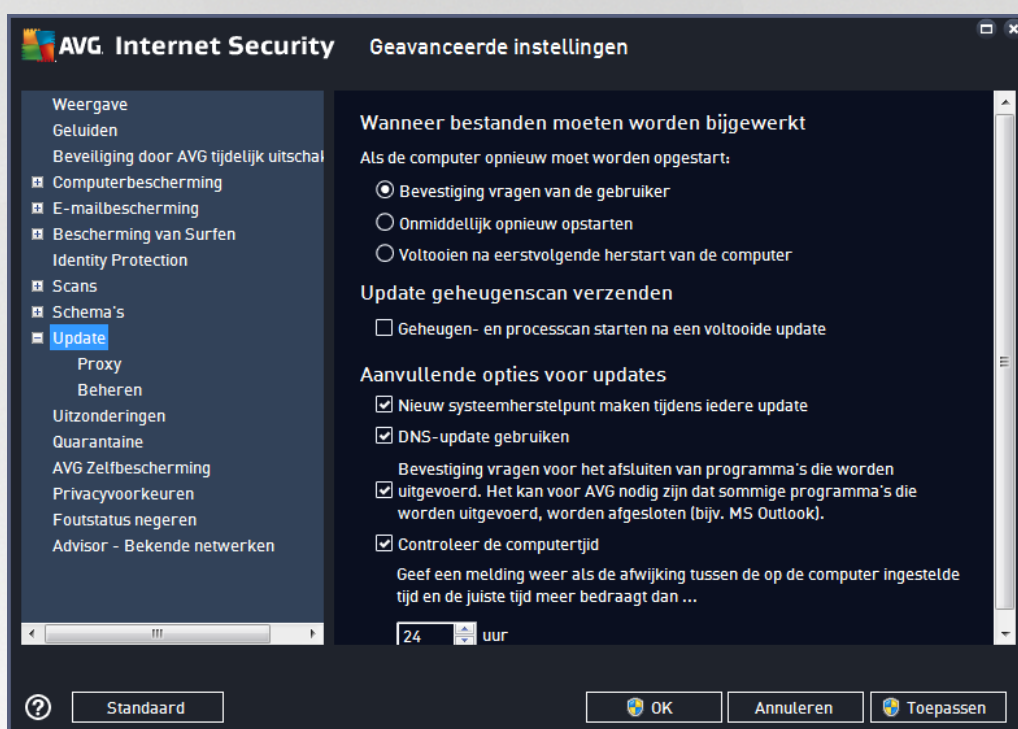 AVG Internet Security
Geavanceerde instellingen
Weergave
Geluiden
Beveiliging door AVG tijdelijk uitschal
Computerbescherming
E-mailbescherming
Bescherming van Surfen
Identity Protection
Scans
Schema's
Update
Proxy
Beheren
Uitzonderingen
Quarantaine
AVG Zelfbescherming
Privacyvoorkeuren
Foutstatus negeren
Advisor - Bekende netwerken
Wanneer bestanden moeten worden bijgewerkt
Als de computer opnieuw moet worden opgestart:
Bevestiging vragen van de gebruiker
Onmiddellijk opnieuw opstarten
Voltooien na eerstvolgende herstart van de computer
Update geheugenscan verzenden
Geheugen- en processcan starten na een voltooide update
Aanvullende opties voor updates
Nieuw systeemherstelpunt maken tijdens iedere update
DNS-update gebruiken
Bevestiging vragen voor het afsluiten van programma's die worden
uitgevoerd. Het kan voor AVG nodig zijn dat sommige programma's die
worden uitgevoerd, worden afgesloten (bijv. MS Outlook).
Controleer de computertijd
Geef een melding weer als de afwijking tussen de op de computer ingestelde
tijd en de juiste tijd meer bedraagt dan ...
24 uur
Standaard
OK
Annuleren
Toepassen